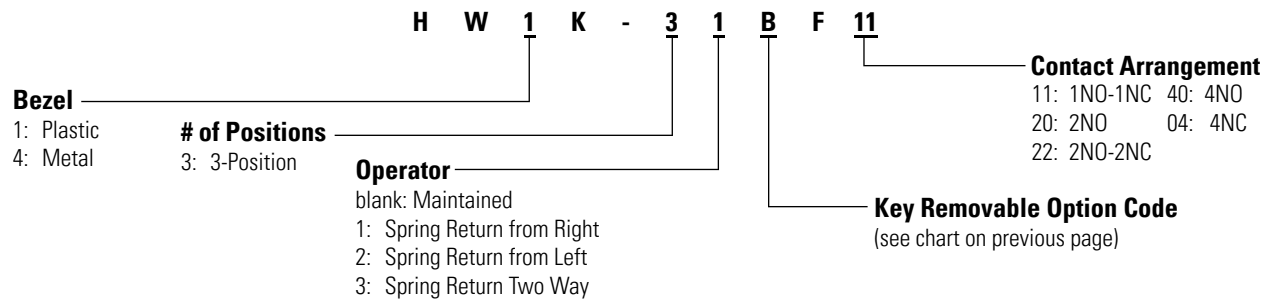 H W 1 K - 3 1 B F 11
Bezel
1: Plastic
4: Metal
# of Positions
3: 3-Position
Operator
blank: Maintained
1: Spring Return from Right
2: Spring Return from Left
3: Spring Return Two Way
Key Removable Option Code
(see chart on previous page)
Contact Arrangement
11: 1NO-1NC 40: 4NO
20: 2NO 04: 4NC
22: 2NO-2NC